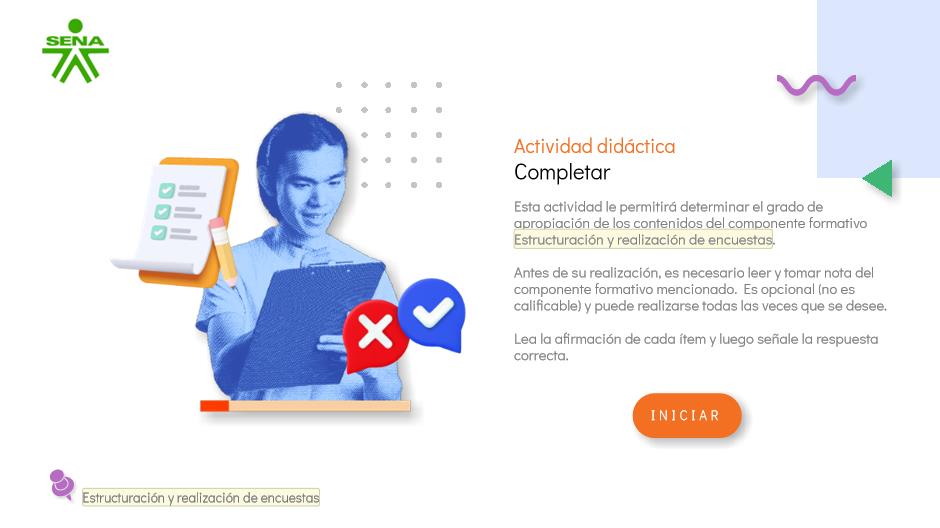 SENA
Actividad didáctica
Completar
Esta actividad le permitirá determinar el grado de
apropiación de los contenidos del componente formativo
Estructuración y realización de encuestas.
Antes de su realización, es necesario leer y tomar nota del
componente formativo mencionado. Es opcional (no es
calificable) y puede realizarse todas las veces que se desee.
Lea la afirmación de cada ítem y luego señale la respuesta
correcta.
INICIAR
Estructuración y realización de encuestas